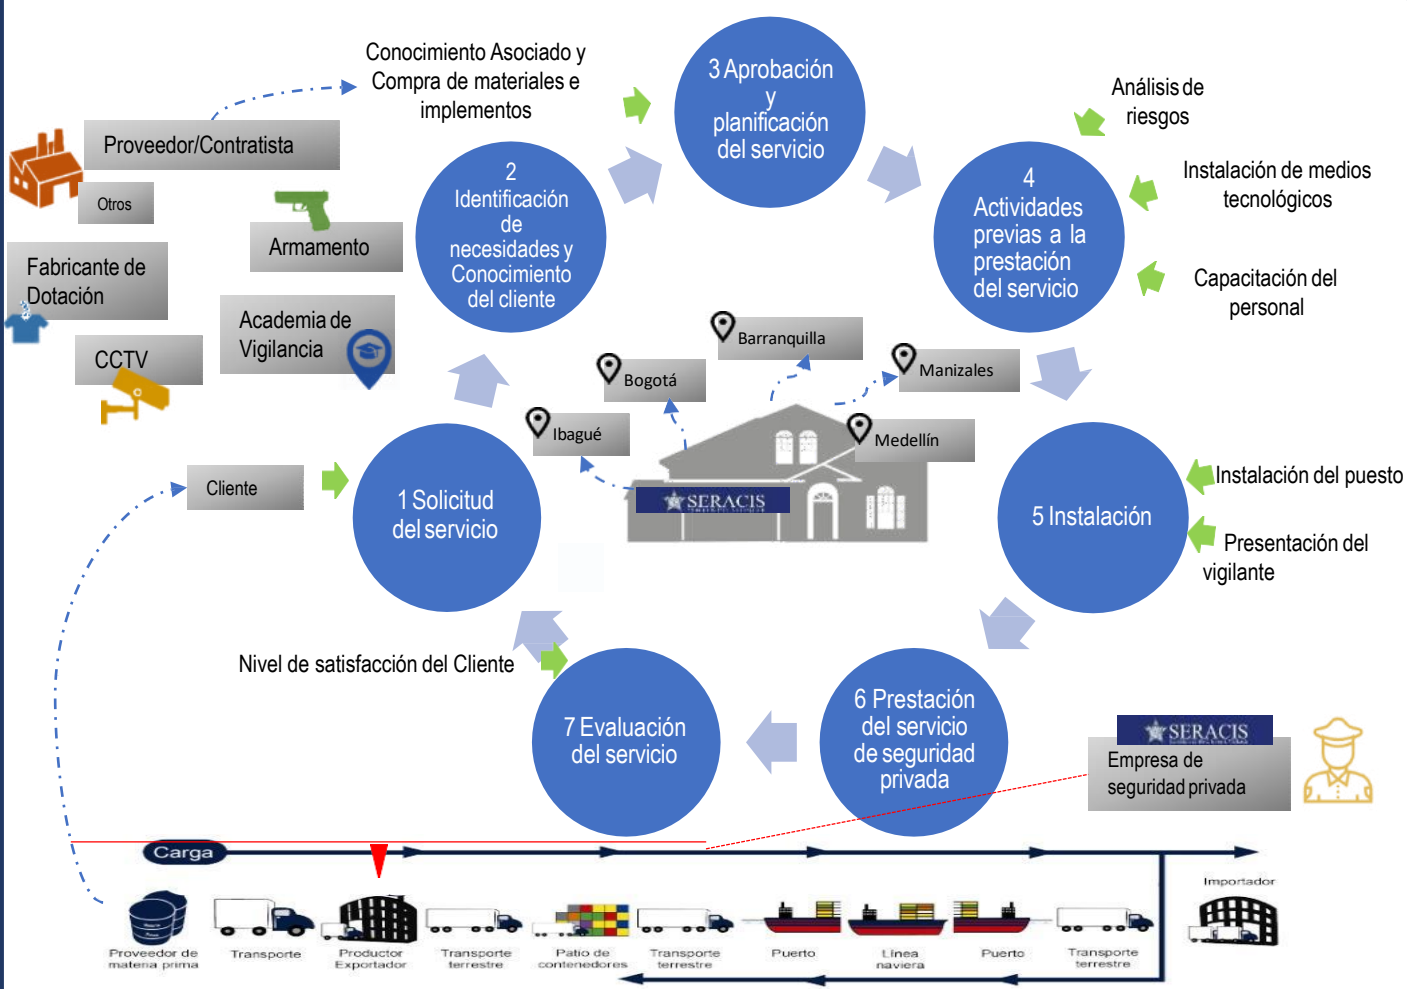 Conocimiento Asociado y
Compra de materiales e
implementos
3 Aprobación
y
planificación
del servicio
Análisis de
riesgos
Proveedor/Contratista
Otros
Armamento
Fabricante de
Dotación
Academia de
Vigilancia
CCTV
2
Identificación
de
necesidades y
Conocimiento
del cliente
4
Actividades
previas a la
prestación
del servicio
Instalación de medios
tecnológicos
Capacitación del
personal
Barranquilla
Bogotá
Manizales
Ibagué
Medellín
SERACIS
Cliente
1 Solicitud
del servicio
5 Instalación
Instalación del puesto
Presentación del
vigilante
Nivel de satisfacción del Cliente
7 Evaluación
del servicio
6 Prestación
del servicio
de seguridad
privada
SERACIS
Empresa de
seguridad privada
Carga
Importador
Proveedor de
materia prima
Transporte
Productor
Exportador
Transporte
terrestre
Patio de
contenedores
Transporte
terrestre
Puerto
Línea
naviera
Puerto
Transporte
terrestre